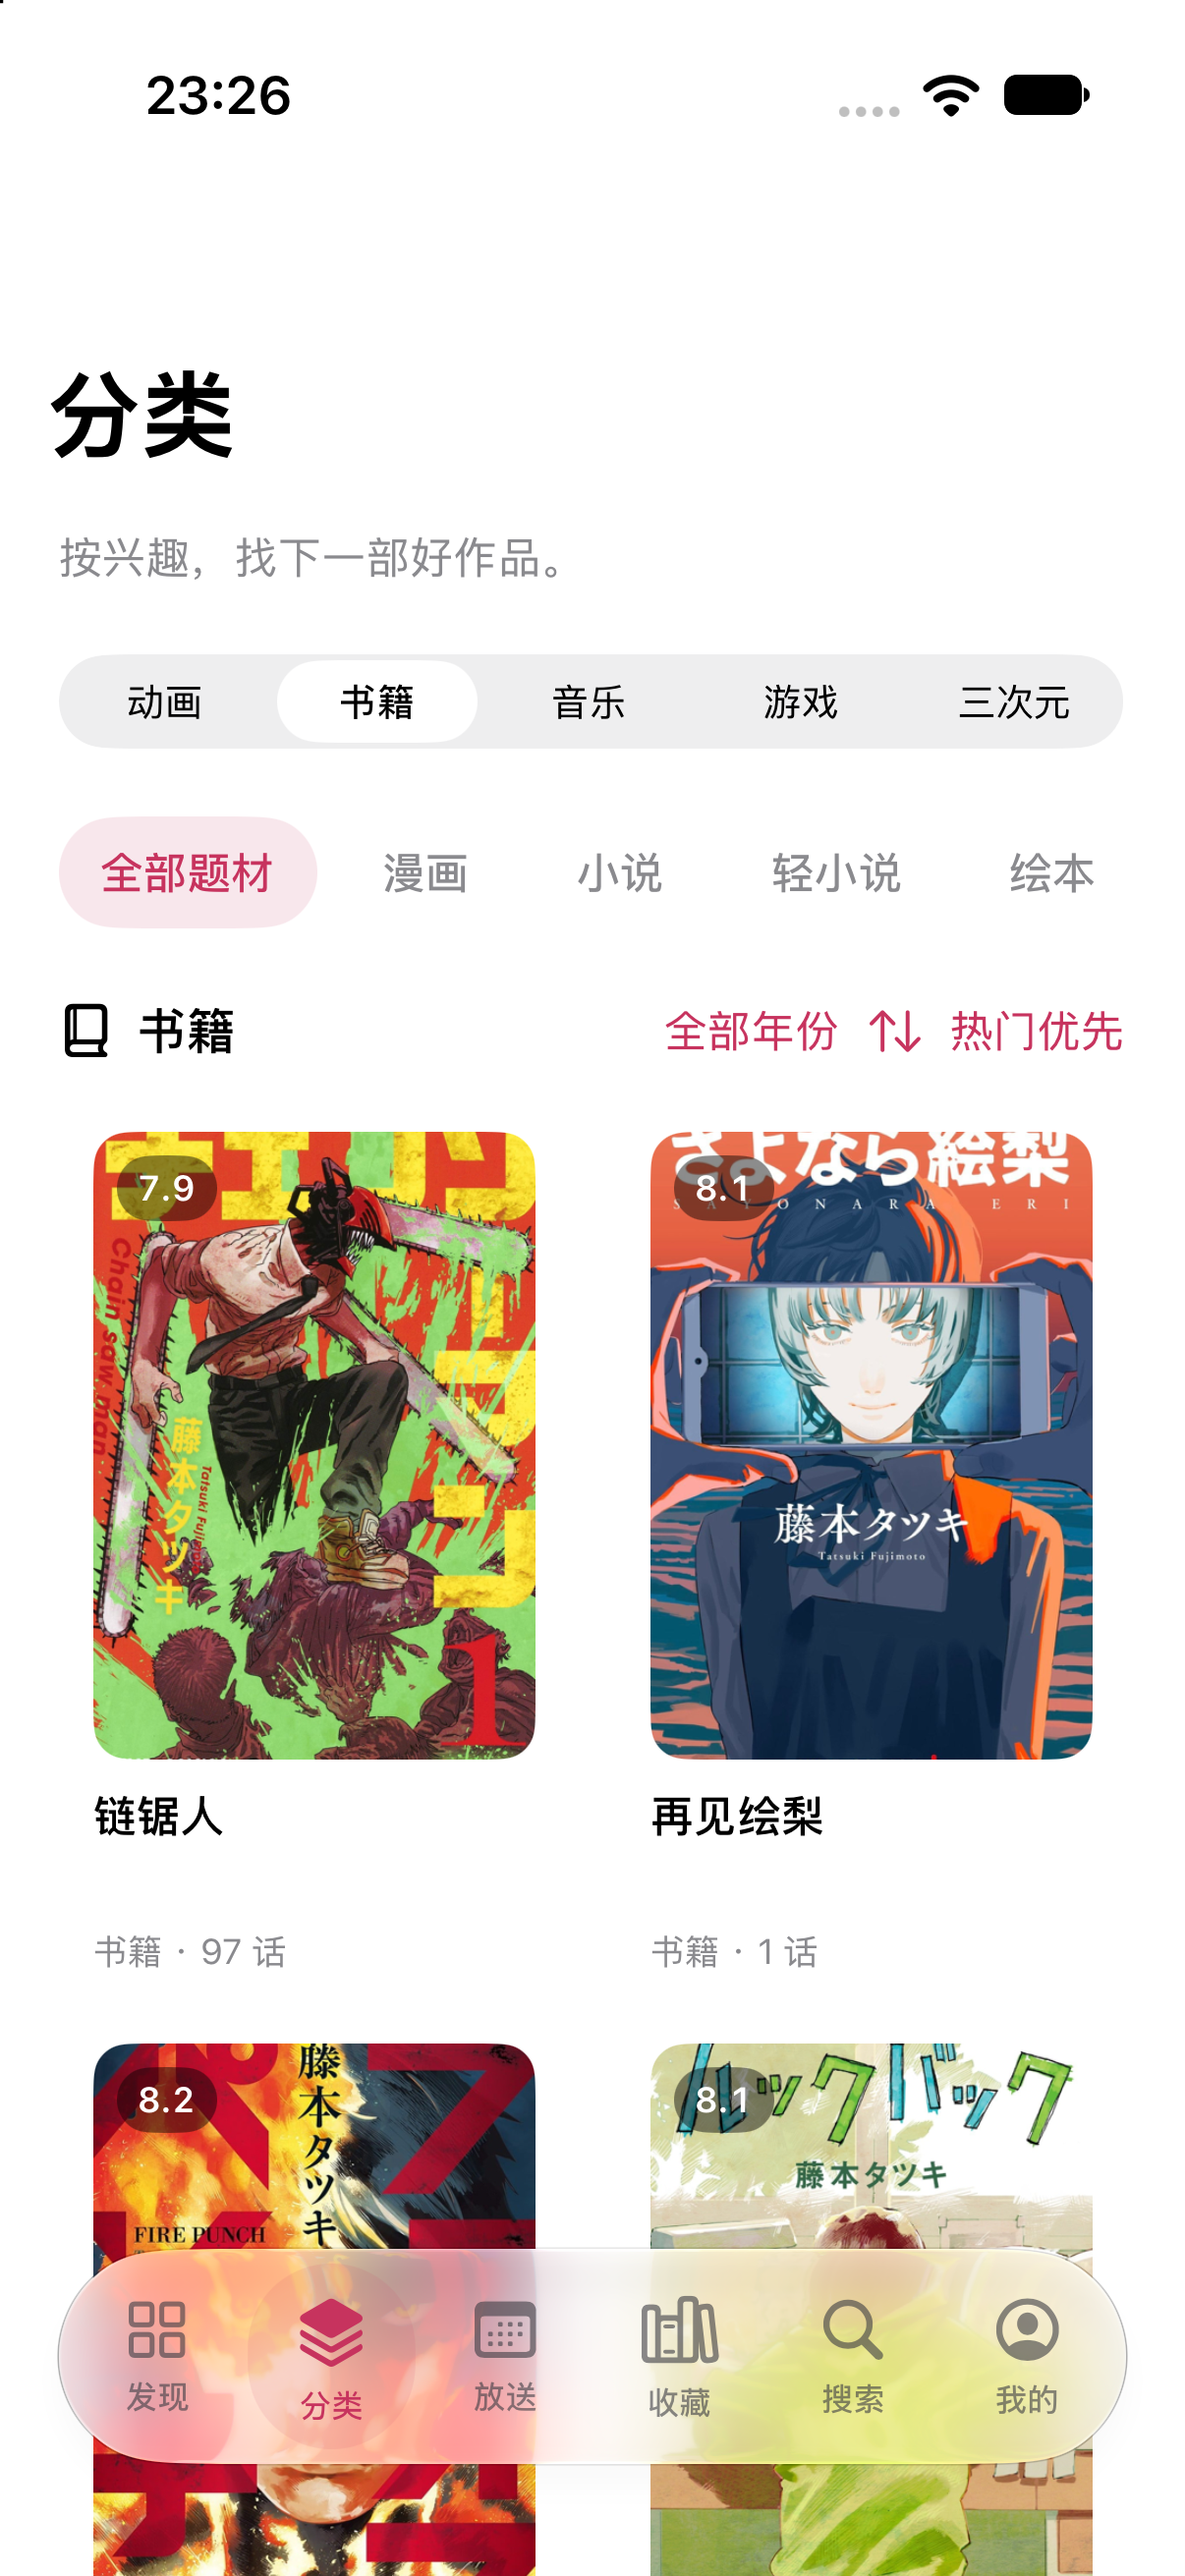 23:26
分类
按兴趣，找下一部好作品。
动画 书籍 音乐 游戏 三次元
全部题材 漫画 小说 轻小说 绘本
书籍 全部年份 热门优先
7.9
Chain saw man
藤本タツキ
Tatsuki Fujimoto
1
さよなら絵梨
SAYONARA ERI
8.1
藤本タツキ
Tatsuki Fujimoto
链锯人
再见绘梨
书籍 · 97 话
书籍 · 1 话
8.2
藤本タツキ
FIRE PUNCH
ルックバック
8.1
藤本タツキ
发现 分类 放送 收藏 搜索 我的